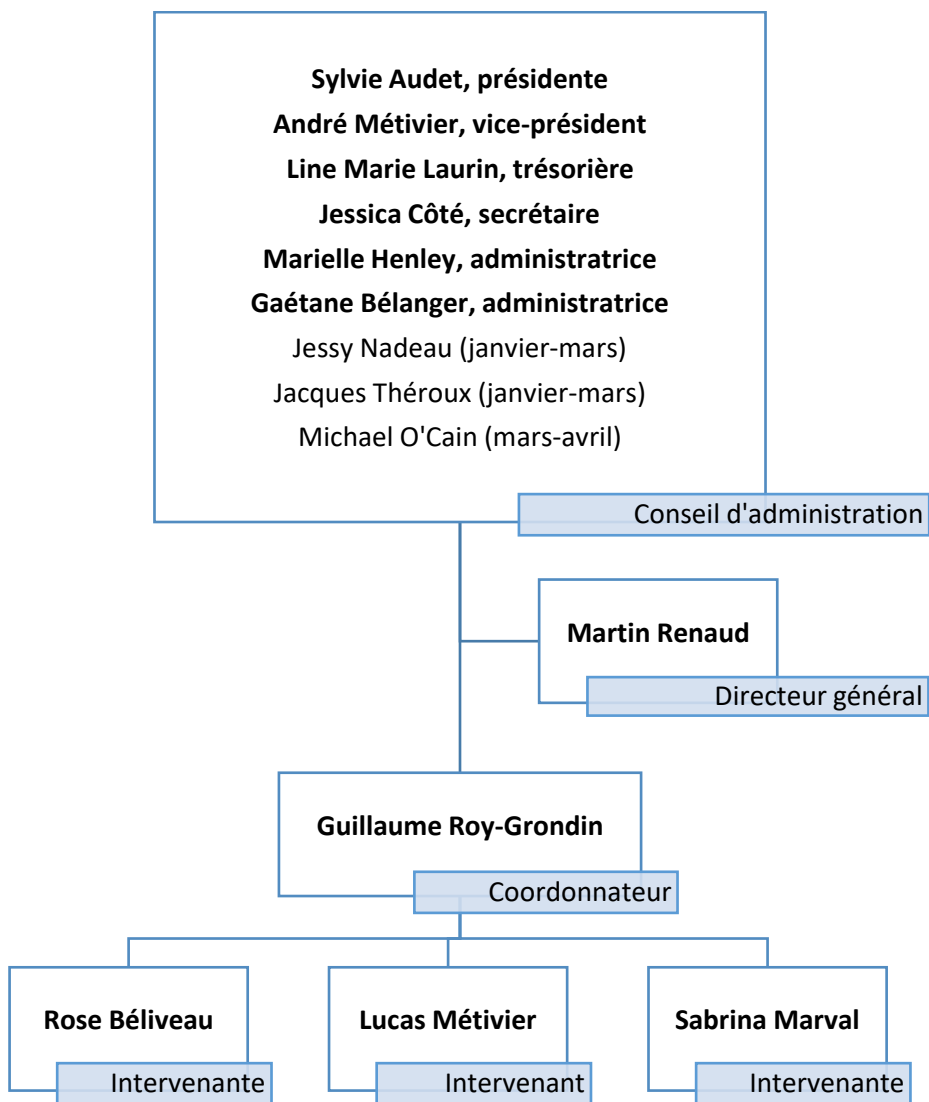 Sylvie Audet, présidente
André Métivier, vice-président
Line Marie Laurin, trésorière
Jessica Côté, secrétaire
Marielle Henley, administratrice
Gaétane Bélanger, administratrice
Jessy Nadeau (janvier-mars)
Jacques Théroux (janvier-mars)
Michael O'Cain (mars-avril)
Conseil d'administration
Martin Renaud
Directeur général
Guillaume Roy-Grondin
Coordonnateur
Rose Béliveau
Intervenante
Lucas Métivier
Intervenant
Sabrina Marval
Intervenante